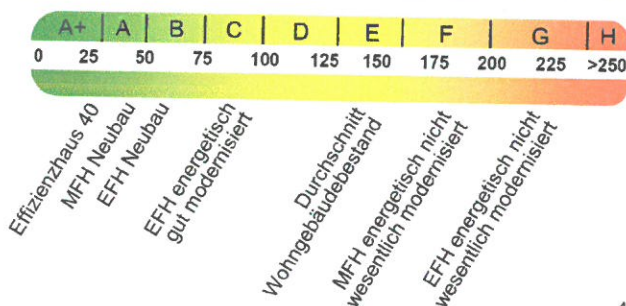 A+ A B C D E F G H
0 25 50 75 100 125 150 175 200 225 >250
Effizienzhaus 40
MFH Neubau
EFH Neubau
EFH energetisch
gut modernisiert
Durchschnitt
Wohngebäudebestand
MFH energetisch nicht
wesentlich modernisiert
EFH energetisch nicht
wesentlich modernisiert